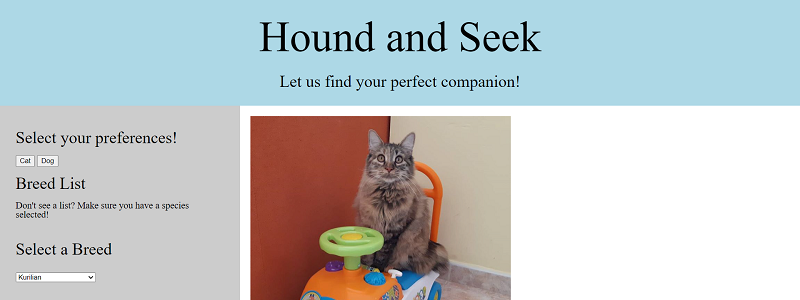 Hound and Seek
Let us find your perfect companion!
Select your preferences!
Cat Dog
Breed List
Don't see a list? Make sure you have a species
selected!
Select a Breed
Kurilian